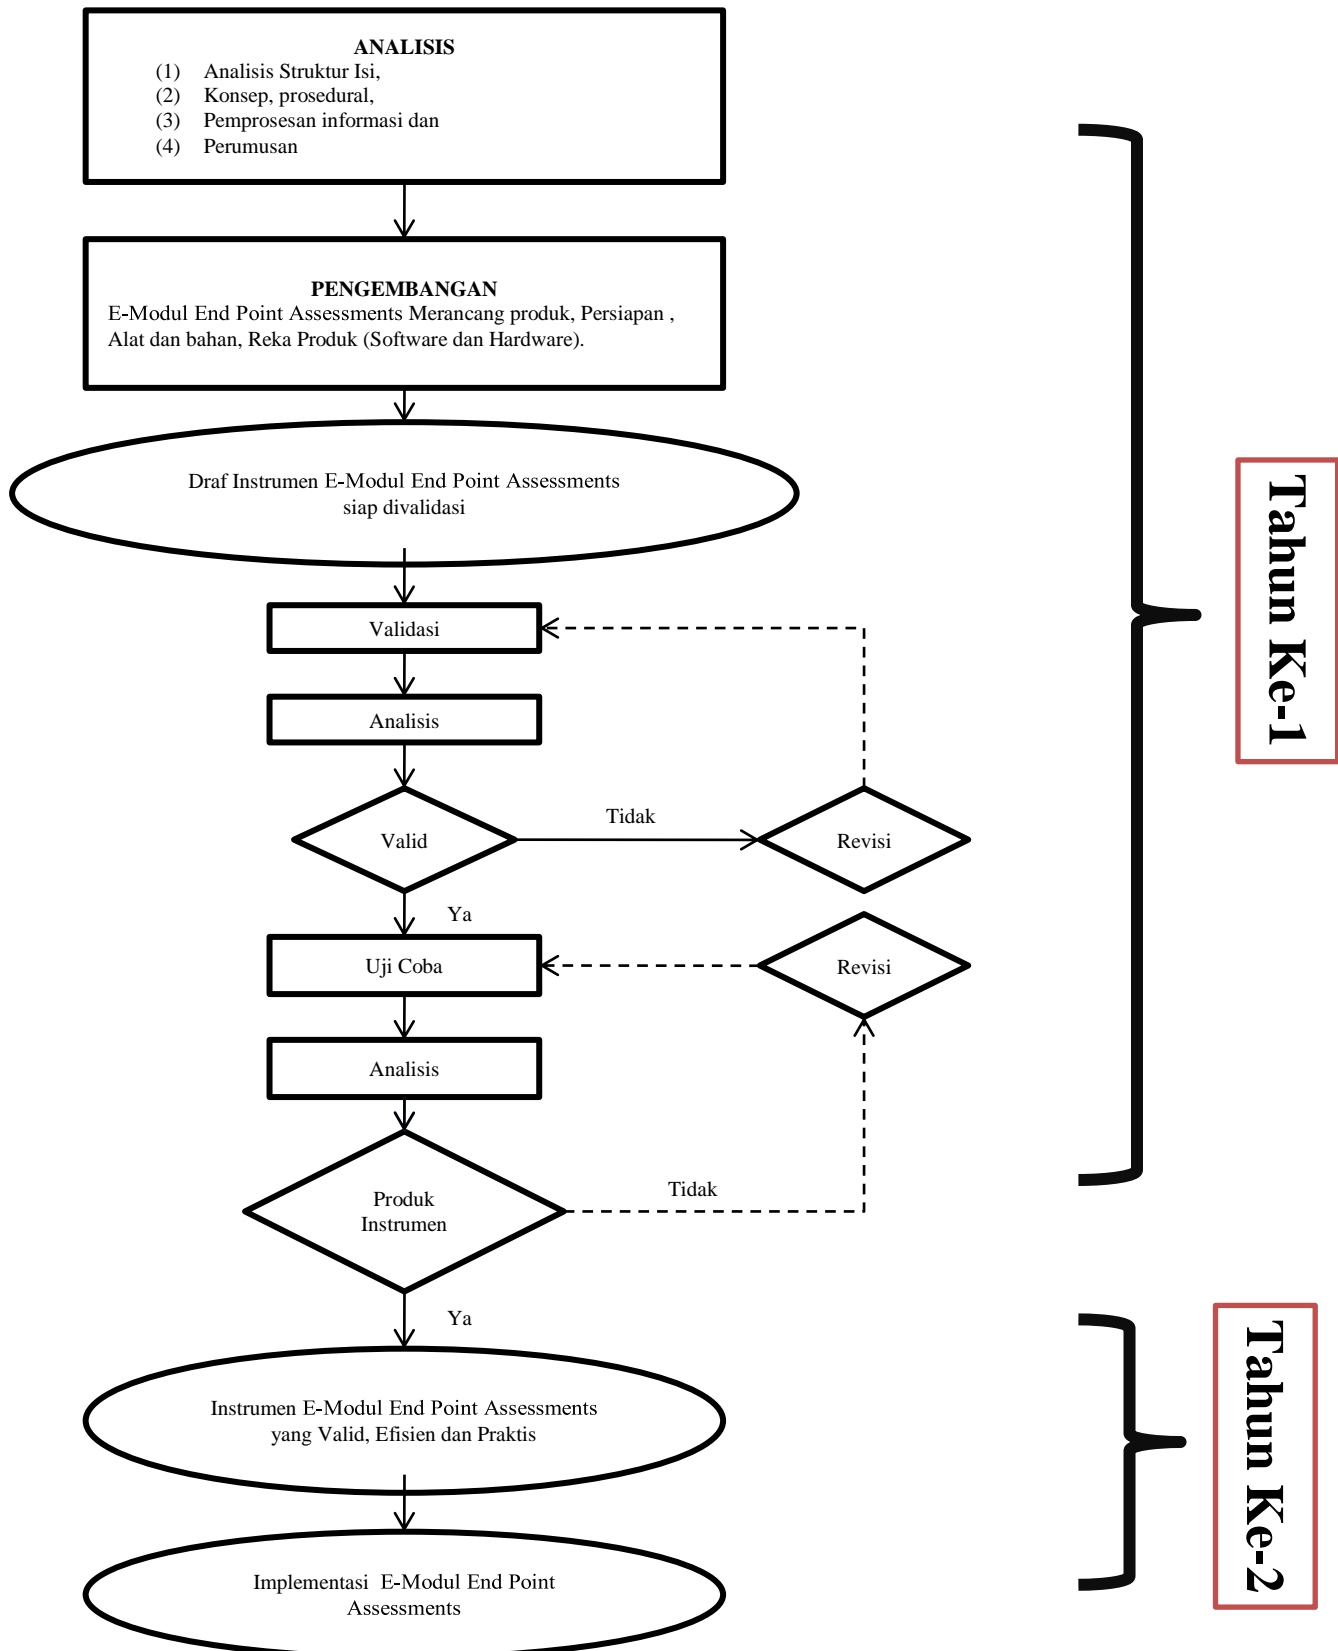 ANALISIS
(1) Analisis Struktur Isi,
(2) Konsep, prosedural,
(3) Pemprosesan informasi dan
(4) Perumusan
PENGEMBANGAN
E-Modul End Point Assessments Merancang produk, Persiapan ,
Alat dan bahan, Reka Produk (Software dan Hardware).
Draf Instrumen E-Modul End Point Assessments
siap divalidasi
Validasi
Analisis
Valid
Tidak
Revisi
Ya
Uji Coba
Revisi
Analisis
Produk
Instrumen
Tidak
Ya
Instrumen E-Modul End Point Assessments
yang Valid, Efisien dan Praktis
Implementasi E-Modul End Point
Assessments
Tahun Ke-1
Tahun Ke-2